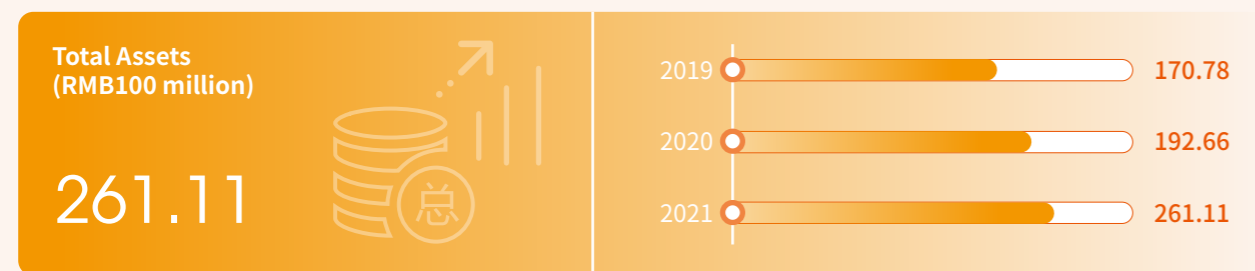 Total Assets
(RMB100 million)
261.11
总
2019 170.78
2020 192.66
2021 261.11